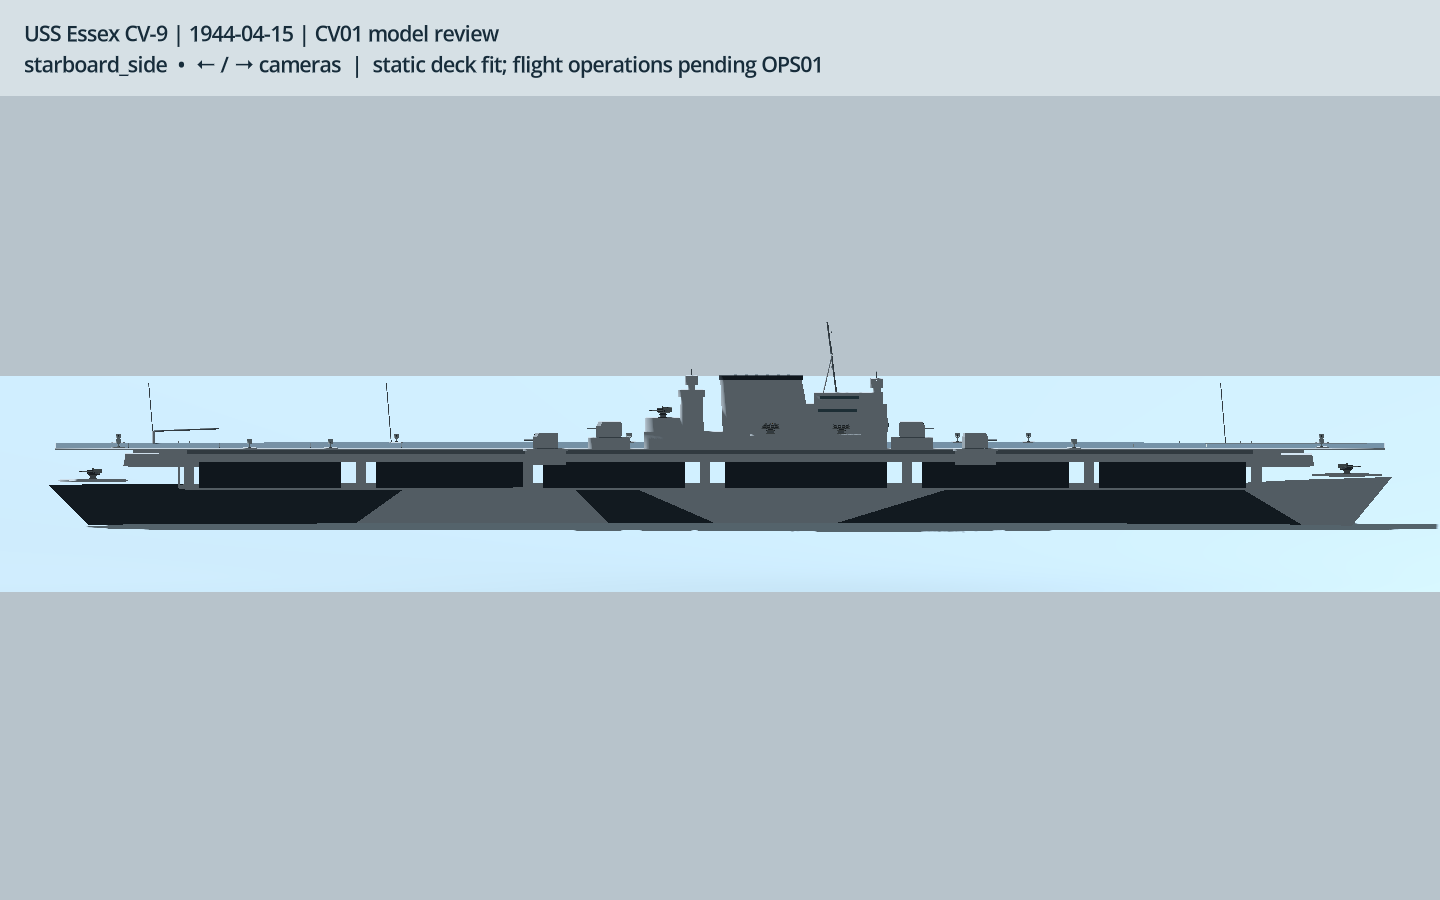 USS Essex CV-9 | 1944-04-15 | CV01 model review
starboard_side • ← / → cameras | static deck fit; flight operations pending OPS01